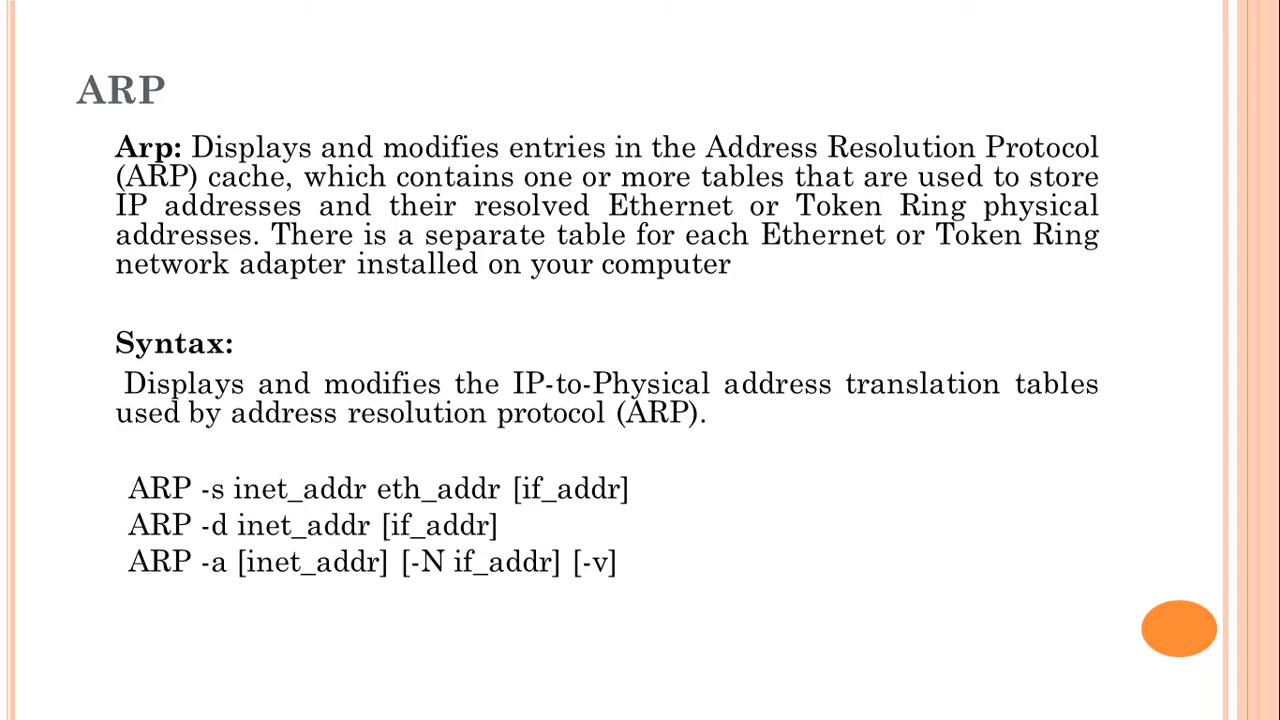 ARP
Arp: Displays and modifies entries in the Address Resolution Protocol
(ARP) cache, which contains one or more tables that are used to store
IP addresses and their resolved Ethernet or Token Ring physical
addresses. There is a separate table for each Ethernet or Token Ring
network adapter installed on your computer
Syntax:
Displays and modifies the IP-to-Physical address translation tables
used by address resolution protocol (ARP).
ARP -s inet_addr eth_addr [if_addr]
ARP -d inet_addr [if_addr]
ARP -a [inet_addr] [-N if_addr] [-v]